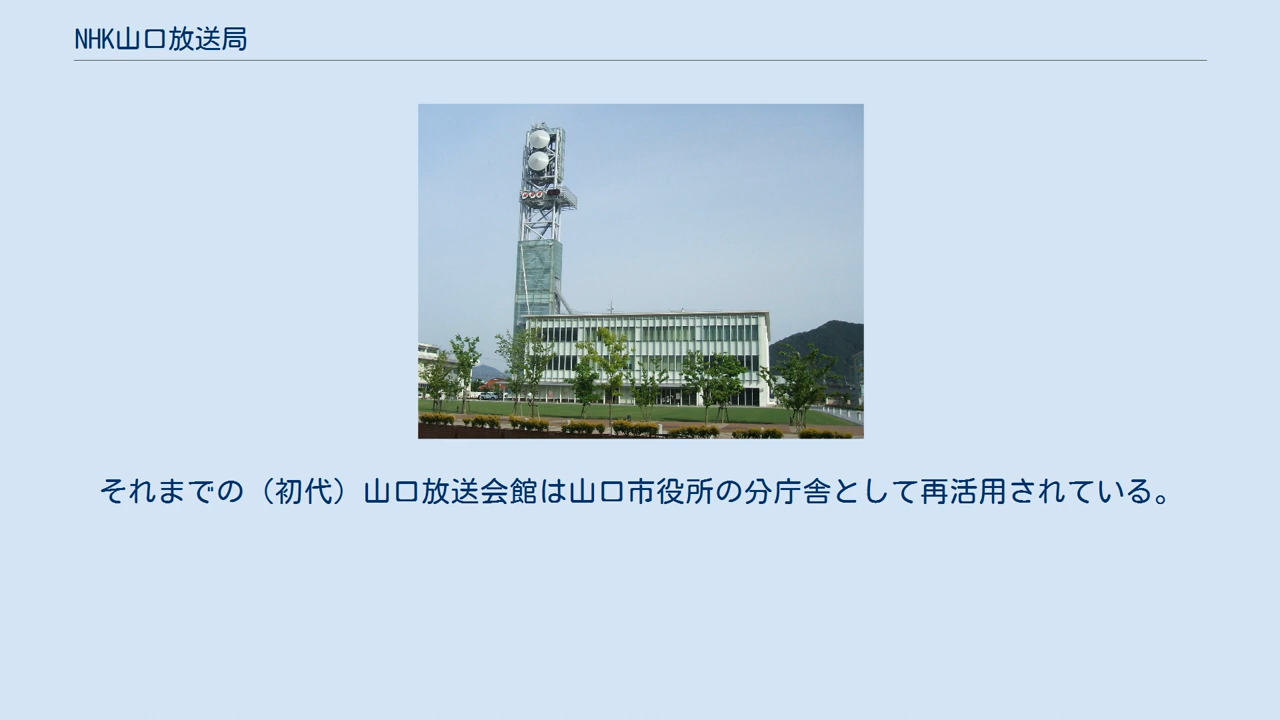 NHK山口放送局
それまでの（初代）山口放送会館は山口市役所の分庁舎として再活用されている。